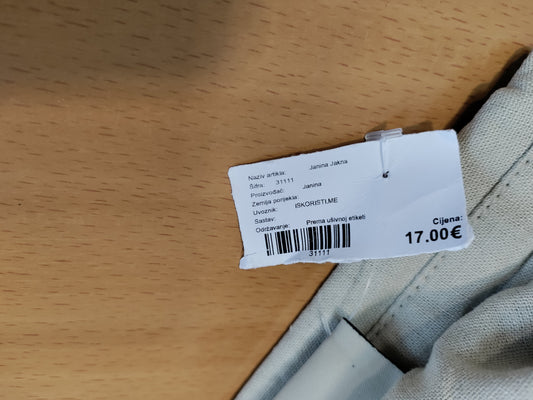 Naziv artikla: Janina Jakna
Šifra: 31111
Proizvođač: Janina
Zemlja porijekla:
Uvoznik: ISKORISTI.ME
Sastav:
Održavanje: Prema ušivnoj etiketi
Cijena:
17.00€
31111